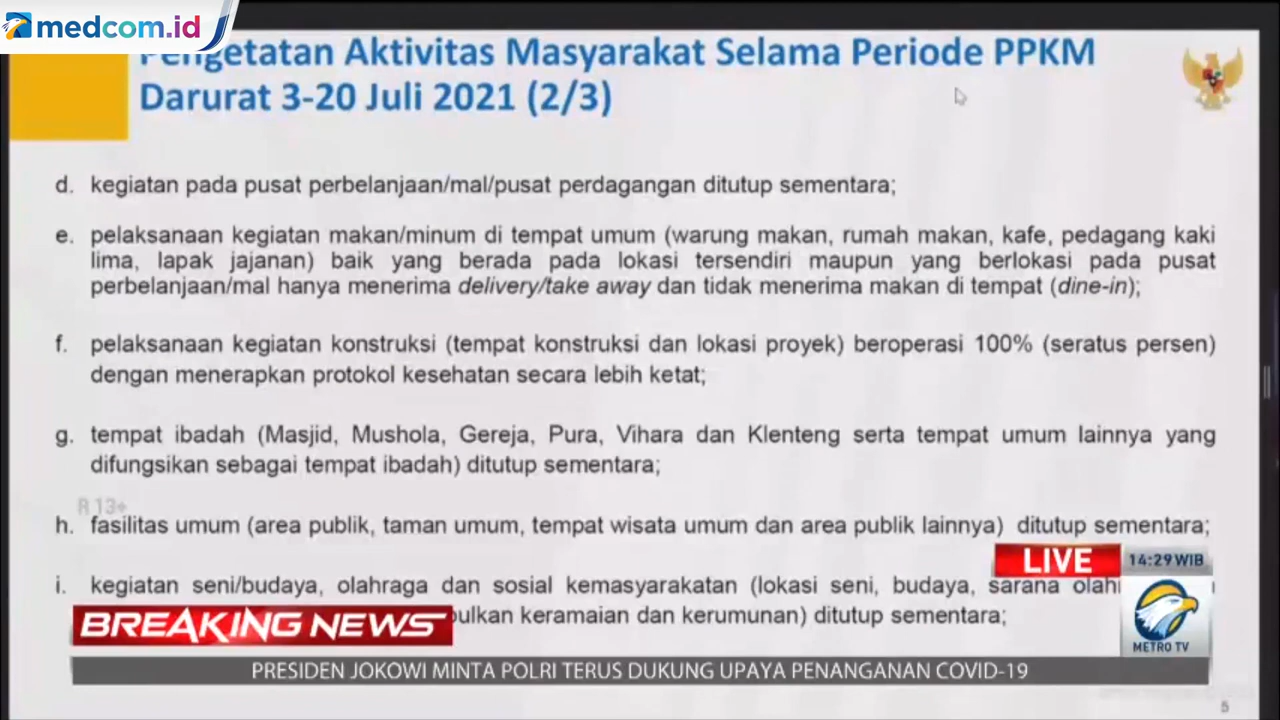 medcom.id
Pengetatan Aktivitas Masyarakat Selama Periode PPKM
Darurat 3-20 Juli 2021 (2/3)
d. kegiatan pada pusat perbelanjaan/mal/pusat perdagangan ditutup sementara;
e. pelaksanaan kegiatan makan/minum di tempat umum (warung makan, rumah makan, kafe, pedagang kaki
lima, lapak jajanan) baik yang berada pada lokasi tersendiri maupun yang berlokasi pada pusat
perbelanjaan/mal hanya menerima delivery/take away dan tidak menerima makan di tempat (dine-in);
f. pelaksanaan kegiatan konstruksi (tempat konstruksi dan lokasi proyek) beroperasi 100% (seratus persen)
dengan menerapkan protokol kesehatan secara lebih ketat;
g. tempat ibadah (Masjid, Mushola, Gereja, Pura, Vihara dan Klenteng serta tempat umum lainnya yang
difungsikan sebagai tempat ibadah) ditutup sementara;
R 13+
h. fasilitas umum (area publik, taman umum, tempat wisata umum dan area publik lainnya) ditutup sementara;
LIVE 14:29 WIB
i. kegiatan seni/budaya, olahraga dan sosial kemasyarakatan (lokasi seni, budaya, sarana
keramaian dan kerumunan) ditutup sementara;
BREAKING NEWS
METRO TV
PRESIDEN JOKOWI MINTA POLRI TERUS DUKUNG UPAYA PENANGANAN COVID-19
5